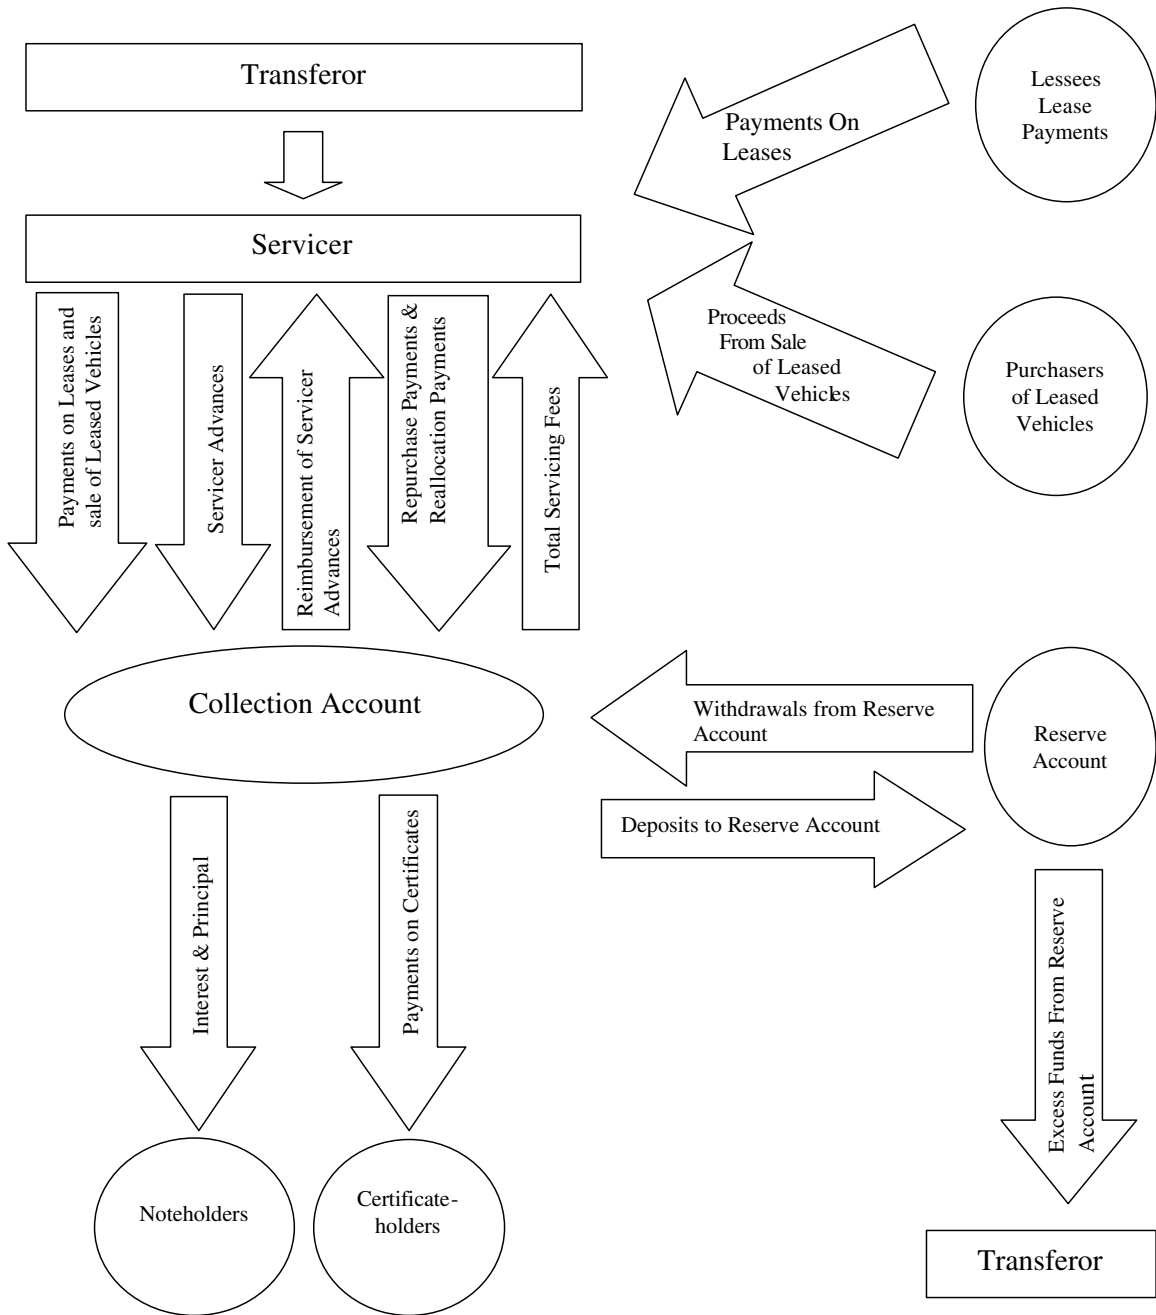 Transferor
Lessees
Lease
Payments
Payments On
Leases
Servicer
Proceeds
From Sale
of Leased
Vehicles
Purchasers
of Leased
Vehicles
Payments on Leases and
sale of Leased Vehicles
Servicer Advances
Reimbursement of Servicer
Advances
Repurchase Payments &
Reallocation Payments
Total Servicing Fees
Collection Account
Withdrawals from Reserve
Account
Reserve
Account
Deposits to Reserve Account
Interest & Principal
Payments on Certificates
Excess Funds From Reserve
Account
Noteholders
Certificate-
holders
Transferor